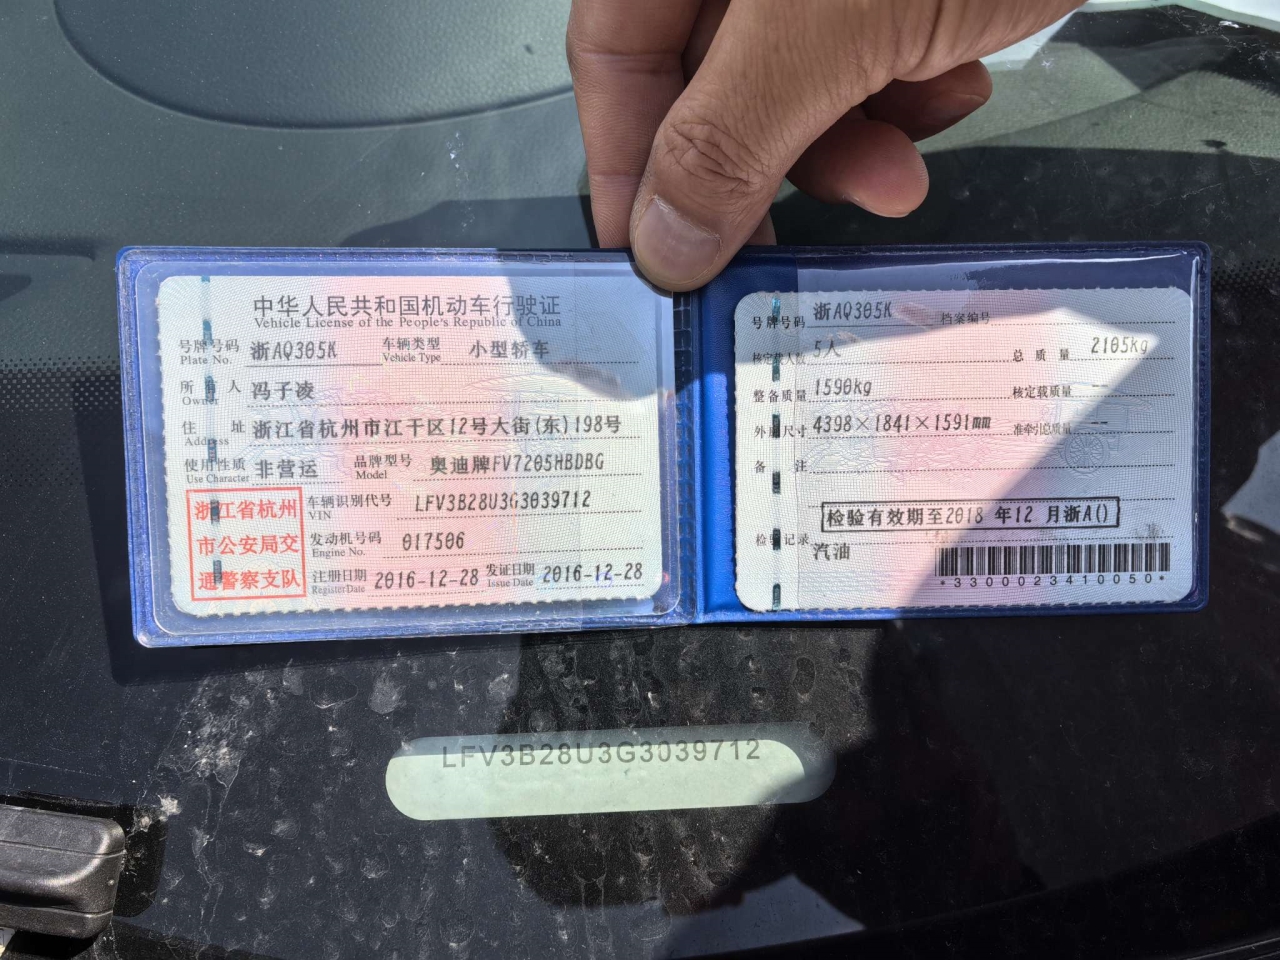 中华人民共和国机动车行驶证
Vehicle License of the People's Republic of China
号牌号码 浙AQ305K 车辆类型 小型轿车
Plate No. Vehicle Type
所有人 冯子凌
Owner
住址 浙江省杭州市江干区12号大街(东)198号
Address
使用性质 非营运 品牌型号 奥迪牌FV7205HBDBG
Use Character Model
浙江省杭州
市公安局交
通警察支队
车辆识别代号 LFV3B28U3G3039712
VIN
发动机号码 017506
Engine No.
注册日期 2016-12-28 发证日期 2016-12-28
Register Date Issue Date
号牌号码 浙AQ305K 档案编号
核定载人数 5人 总质量 2105kg
整备质量 1590kg 核定载质量 --
外廓尺寸 4398×1841×1591mm 准牵引总质量 --
备注
检验有效期至2018 年12 月浙A()
检验记录
汽油
*3300023410050*
LFV3B28U3G3039712